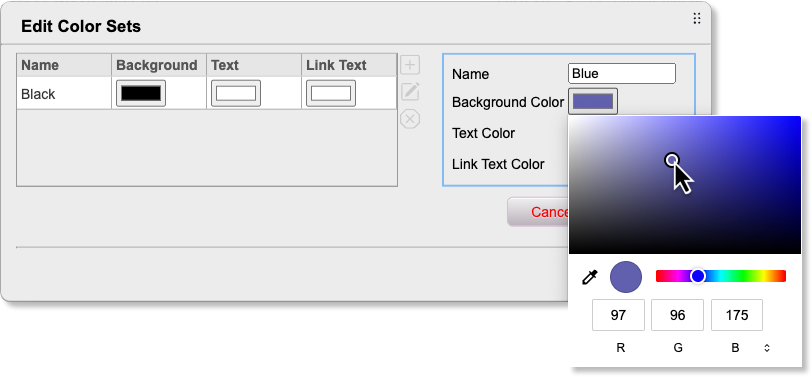 Edit Color Sets
Name Background Text Link Text
Black
Name Blue
Background Color
Text Color
Link Text Color
Cance
97 96 175
R G B